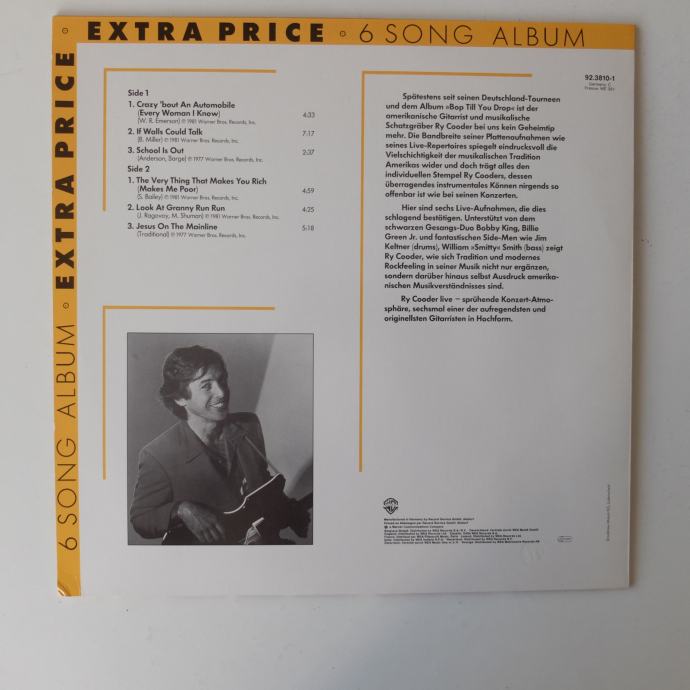 EXTRA PRICE · 6 SONG ALBUM
6 SONG ALBUM · EXTRA PRICE ·
Side 1
1. Crazy 'bout An Automobile
(Every Woman I Know)
(W. R. Emerson) ℗ 1981 Warner Bros. Records, Inc. 4:33
2. If Walls Could Talk 7:17
(B. Miller) ℗ 1981 Warner Bros. Records, Inc.
3. School Is Out 2:37
(Anderson, Barge) ℗ 1977 Warner Bros. Records, Inc.
Side 2
1. The Very Thing That Makes You Rich
(Makes Me Poor) 4:59
(S. Bailey) ℗ 1981 Warner Bros. Records, Inc.
2. Look At Granny Run Run 4:25
(J. Ragavoy, M. Shuman) ℗ 1981 Warner Bros. Records, Inc.
3. Jesus On The Mainline 5:18
(Traditional) ℗ 1977 Warner Bros. Records, Inc.
92.3810-1
Spätestens seit seinen Deutschland-Tourneen
und dem Album »Bop Till You Drop« ist der
amerikanische Gitarrist und musikalische
Schatzgräber Ry Cooder bei uns kein Geheimtip
mehr. Die Bandbreite seiner Plattenaufnahmen wie
seines Live-Repertoires spiegelt eindrucksvoll die
Vielschichtigkeit der musikalischen Tradition
Amerikas wider und doch trägt alles den
individuellen Stempel Ry Cooders, dessen
überragendes instrumentales Können nirgends so
offenbar ist wie bei seinen Konzerten.
Hier sind sechs Live-Aufnahmen, die dies
schlagend bestätigen. Unterstützt von dem
schwarzen Gesangs-Duo Bobby King, Billie
Green Jr. und fantastischen Side-Men wie Jim
Keltner (drums), William »Smitty« Smith (bass) zeigt
Ry Cooder, wie sich Tradition und modernes
Rockfeeling in seiner Musik nicht nur ergänzen,
sondern darüber hinaus selbst Ausdruck amerika-
nischen Musikverständnisses sind.
Ry Cooder live – sprühende Konzert-Atmo-
sphäre, sechsmal einer der aufregendsten und
originellsten Gitarristen in Hochform.
Manufactured in Germany by Record Service GmbH, Alsdorf